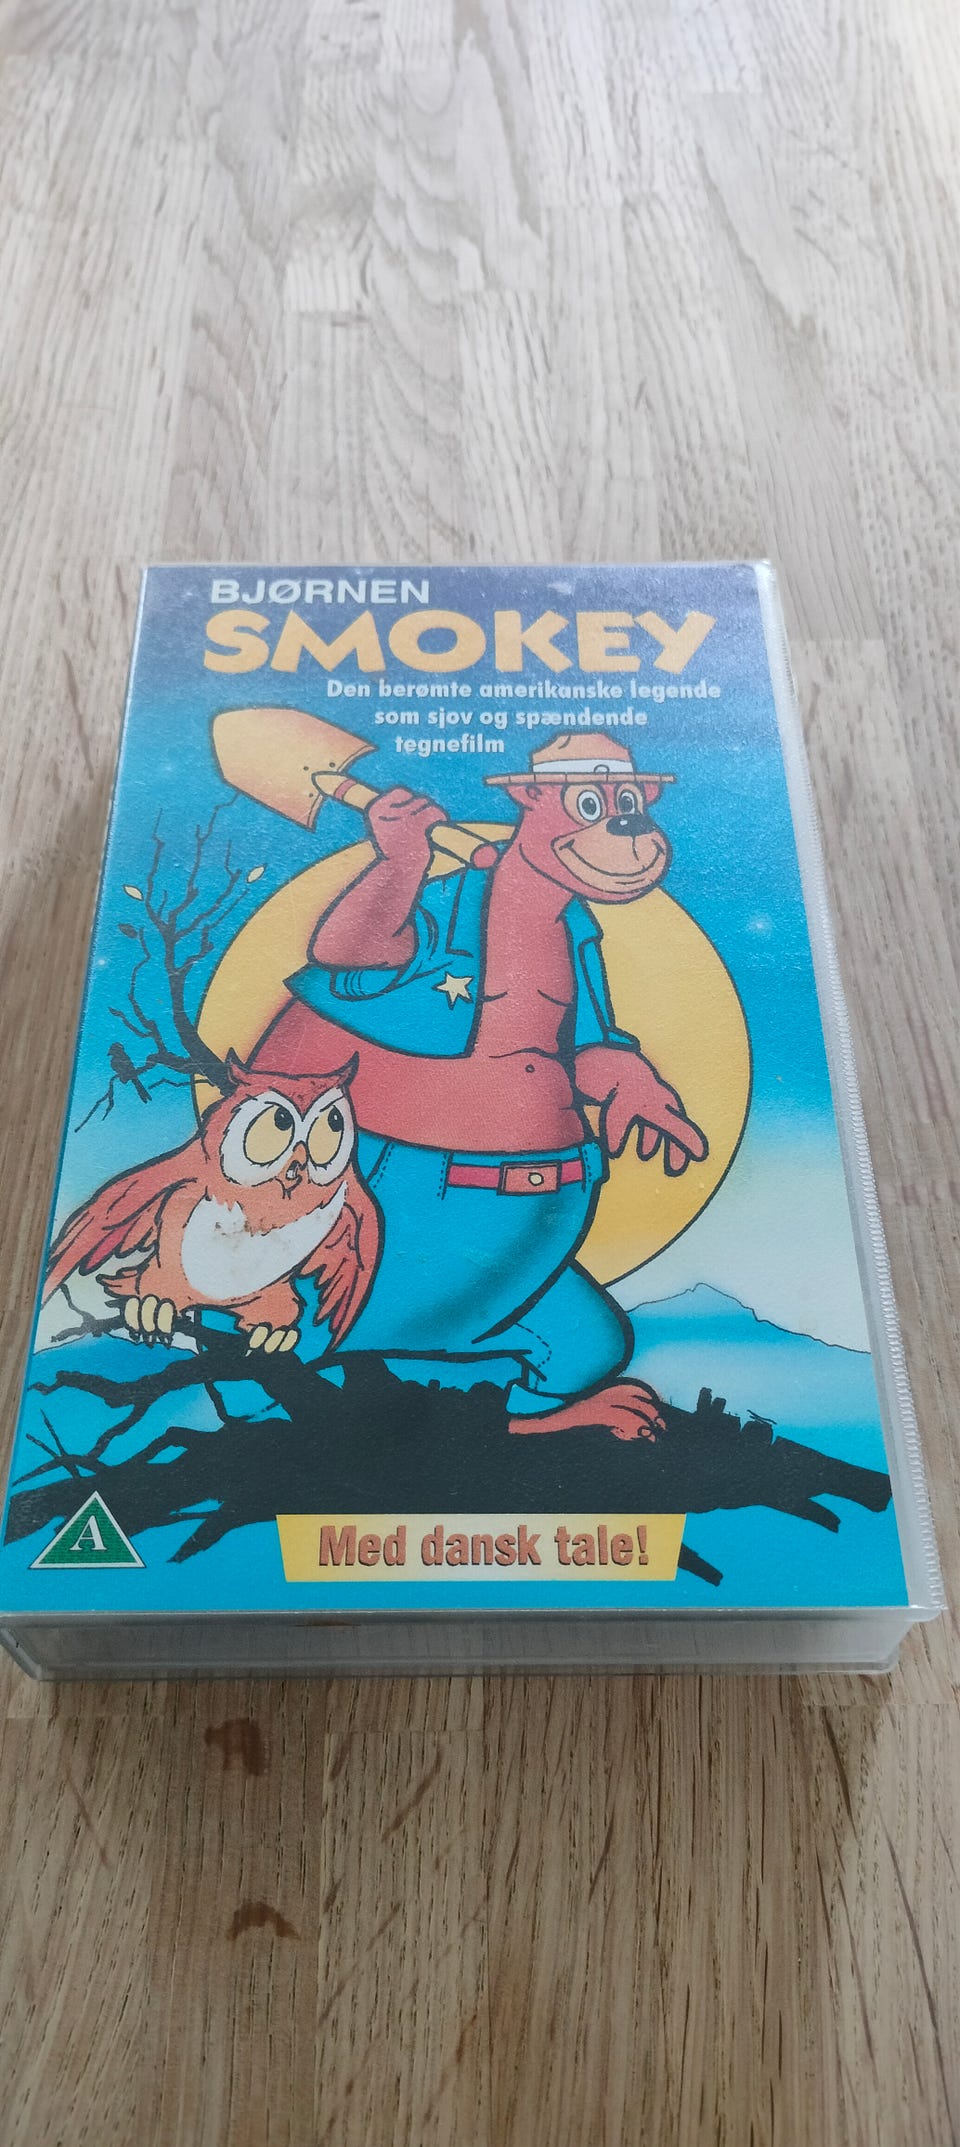 BJØRNEN
SMOKEY
Den berømte amerikanske legende
som sjov og spændende
tegnefilm
A
Med dansk tale!